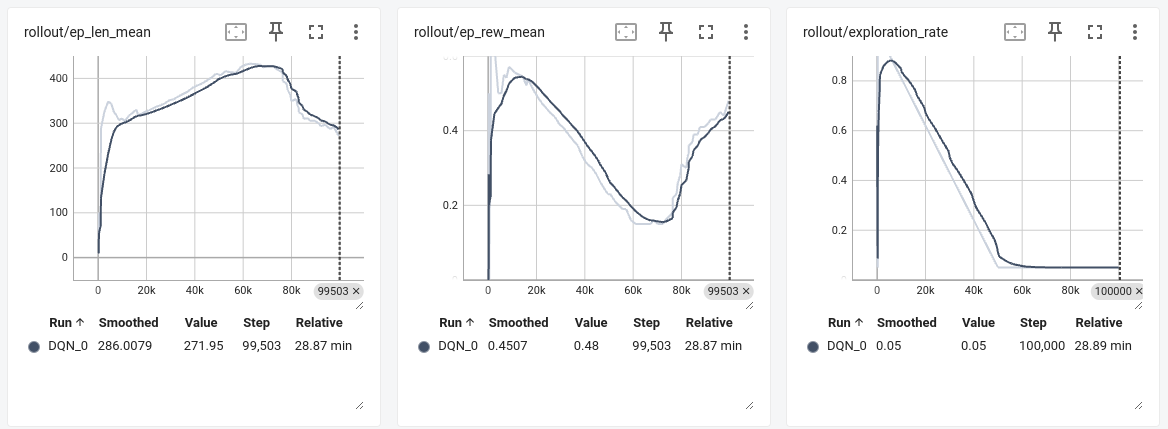 rollout/ep_len_mean
400
300
200
100
0
0 20k 40k 60k 80k 99503 ✕
Run ↑ Smoothed Value Step Relative
DQN_0 286.0079 271.95 99,503 28.87 min
rollout/ep_rew_mean
0.4
0.2
0 20k 40k 60k 80k 99503 ✕
Run ↑ Smoothed Value Step Relative
DQN_0 0.4507 0.48 99,503 28.87 min
rollout/exploration_rate
0.8
0.6
0.4
0.2
0 20k 40k 60k 80k 100000 ✕
Run ↑ Smoothed Value Step Relative
DQN_0 0.05 0.05 100,000 28.89 min